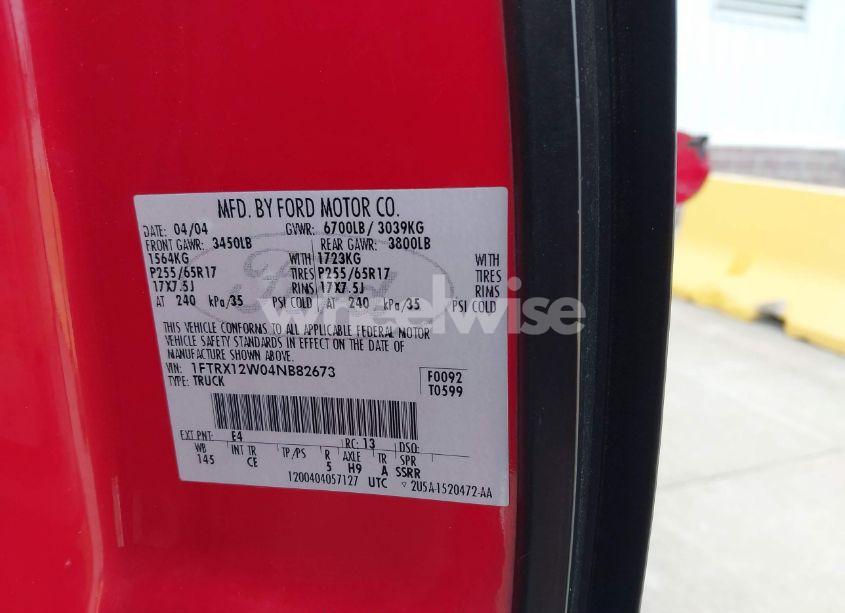 MFD. BY FORD MOTOR CO.
DATE: 04/04 GVWR: 6700LB/ 3039KG
FRONT GAWR: 3450LB REAR GAWR: 3800LB
1564KG WITH 1723KG WITH
P255/65R17 TIRES P255/65R17 TIRES
17X7.5J RIMS 17X7.5J RIMS
AT 240 kPa/35 PSI COLD AT 240 kPa/35 PSI COLD
wheelwise
THIS VEHICLE CONFORMS TO ALL APPLICABLE FEDERAL MOTOR
VEHICLE SAFETY STANDARDS IN EFFECT ON THE DATE OF
MANUFACTURE SHOWN ABOVE.
VIN: 1FTRX12W04NB82673 F0092
TYPE: TRUCK T0599
EXT PNT: E4 RC: 13 DSO:
WB INT TR TP/PS R AXLE TR SPR
145 CE 5 H9 A SSRR
1200404057127 UTC ▽ 2U5A-1520472-AA